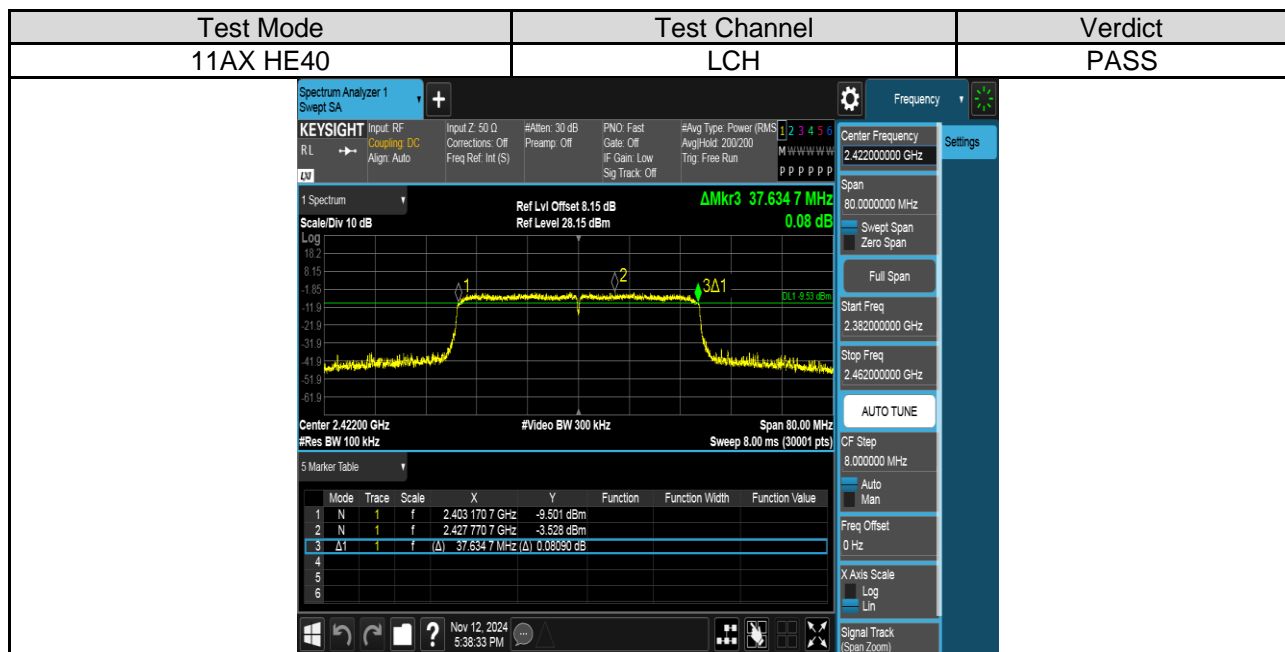 Test Mode Test Channel Verdict
11AX HE40 LCH PASS
Spectrum Analyzer 1
Swept SA
+
Frequency
KEYSIGHT
RL
LXI
Input: RF
Coupling: DC
Align: Auto
Input Z: 50 Ω
Corrections: Off
Freq Ref: Int (S)
#Atten: 30 dB
Preamp: Off
PNO: Fast
Gate: Off
IF Gain: Low
Sig Track: Off
#Avg Type: Power (RMS
Avg|Hold: 200/200
Trig: Free Run
1 2 3 4 5 6
M W W W W W
P P P P P P
1 Spectrum
Scale/Div 10 dB
Ref Lvl Offset 8.15 dB
Ref Level 28.15 dBm
ΔMkr3 37.634 7 MHz
0.08 dB
Log
18.2
8.15
-1.85
-11.9
-21.9
-31.9
-41.9
-51.9
-61.9
1
2
3Δ1
DL1 -9.53 dBm
Center 2.42200 GHz #Video BW 300 kHz Span 80.00 MHz
#Res BW 100 kHz Sweep 8.00 ms (30001 pts)
5 Marker Table
Mode Trace Scale X Y Function Function Width Function Value
1 N 1 f 2.403 170 7 GHz -9.501 dBm
2 N 1 f 2.427 770 7 GHz -3.528 dBm
3 Δ1 1 f (Δ) 37.634 7 MHz (Δ) 0.08090 dB
4
5
6
Nov 12, 2024
5:38:33 PM
?
Settings
Center Frequency
2.422000000 GHz
Span
80.0000000 MHz
Swept Span
Zero Span
Full Span
Start Freq
2.382000000 GHz
Stop Freq
2.462000000 GHz
AUTO TUNE
CF Step
8.000000 MHz
Auto
Man
Freq Offset
0 Hz
X Axis Scale
Log
Lin
Signal Track
(Span Zoom)